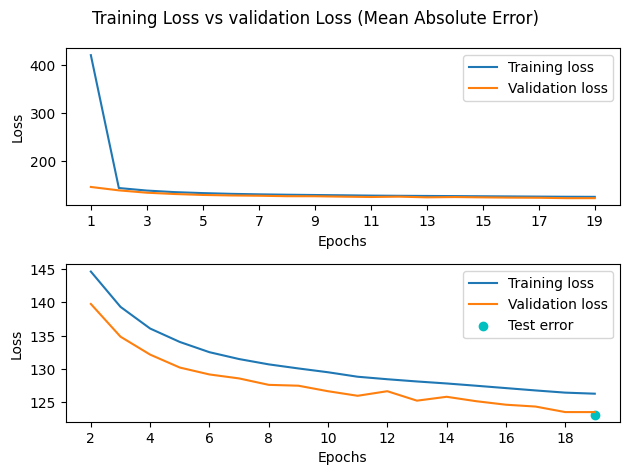 Training Loss vs validation Loss (Mean Absolute Error)
400
300
200
Loss
Training loss
Validation loss
1 3 5 7 9 11 13 15 17 19
Epochs
145
140
135
130
125
Loss
Training loss
Validation loss
Test error
2 4 6 8 10 12 14 16 18
Epochs